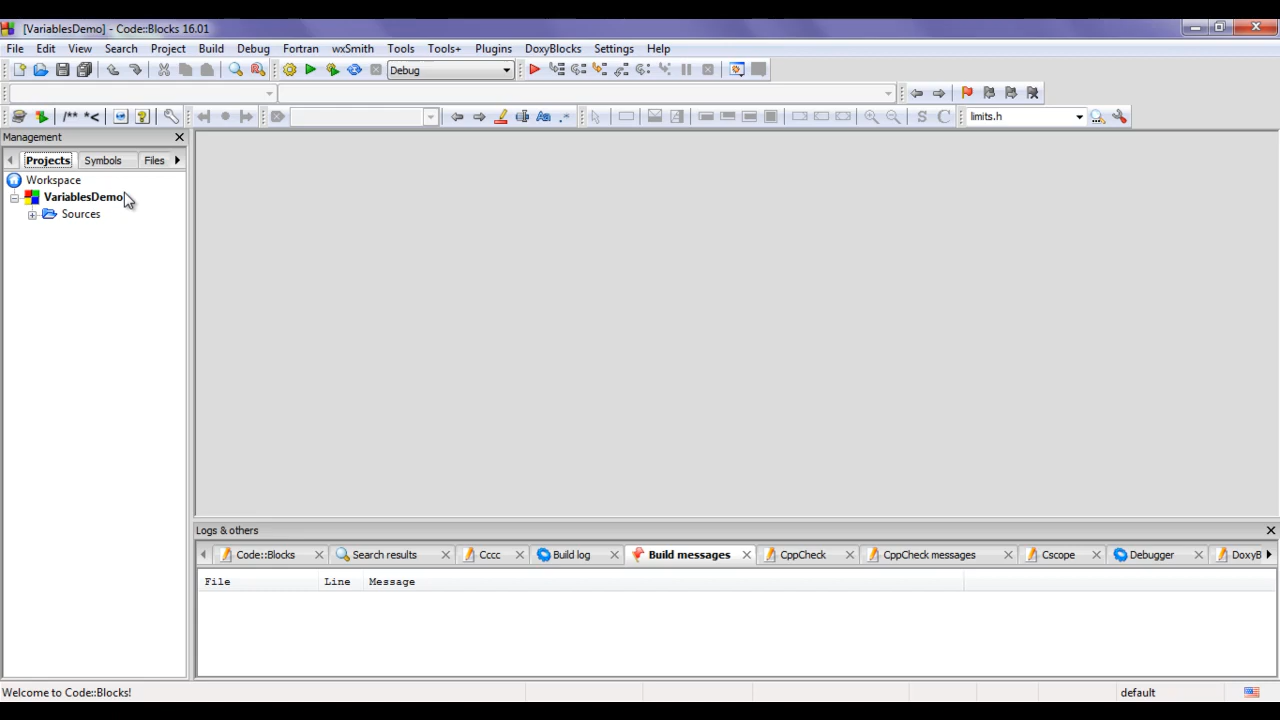 [VariablesDemo] - Code::Blocks 16.01
File Edit View Search Project Build Debug Fortran wxSmith Tools Tools+ Plugins DoxyBlocks Settings Help
Debug
/** *< limits.h
Management
Projects Symbols Files
Workspace
VariablesDemo
Sources
Logs & others
Code::Blocks Search results Cccc Build log Build messages CppCheck CppCheck messages Cscope Debugger DoxyB
File Line Message
Welcome to Code::Blocks! default